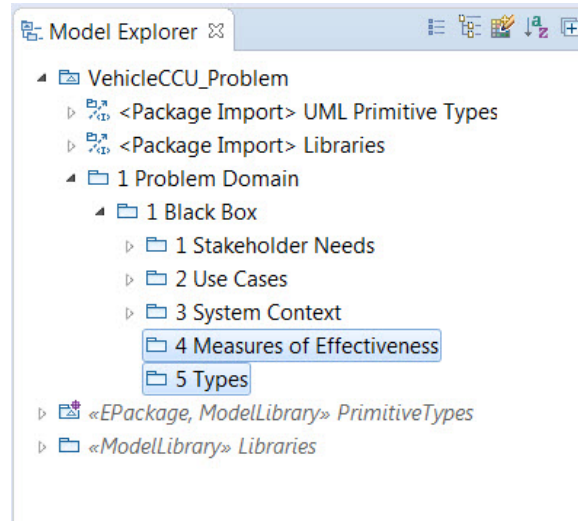 Model Explorer
VehicleCCU_Problem
<Package Import> UML Primitive Types
<Package Import> Libraries
1 Problem Domain
1 Black Box
1 Stakeholder Needs
2 Use Cases
3 System Context
4 Measures of Effectiveness
5 Types
«EPackage, ModelLibrary» PrimitiveTypes
«ModelLibrary» Libraries